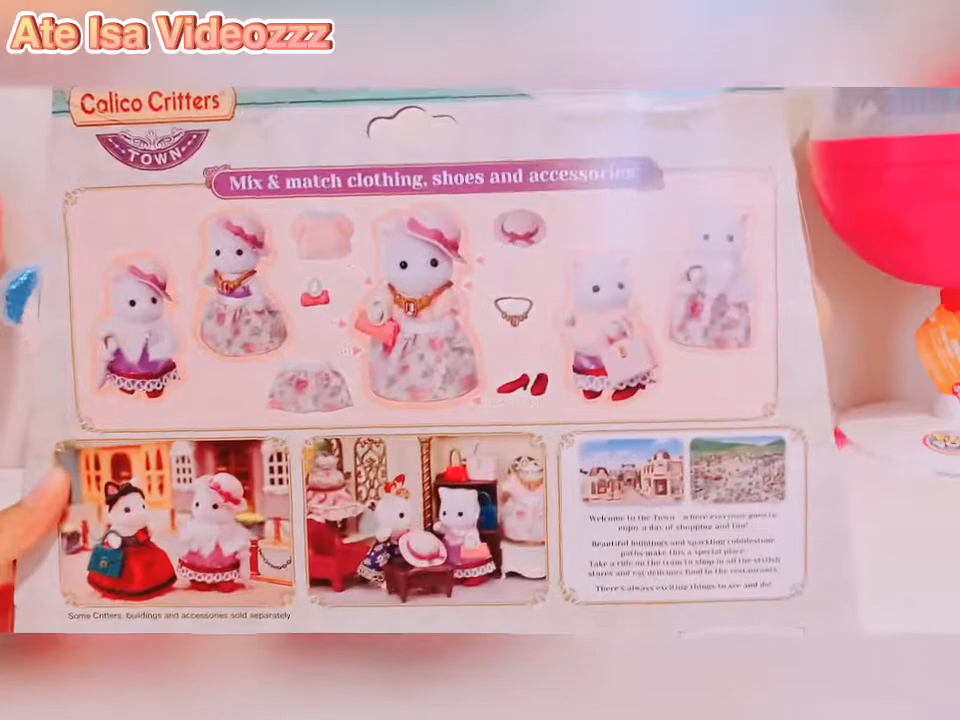 Ate Isa Videozzz
Calico Critters
TOWN
Mix & match clothing, shoes and accessories
Welcome to the Town - where everyone goes to
enjoy a day of shopping and fun!
Beautiful buildings and sparkling cobblestone
paths make this a special place.
Take a ride on the tram to shop in all the stylish
stores and eat delicious food in the restaurants.
There's always exciting things to see and do!
Some Critters, buildings and accessories sold separately